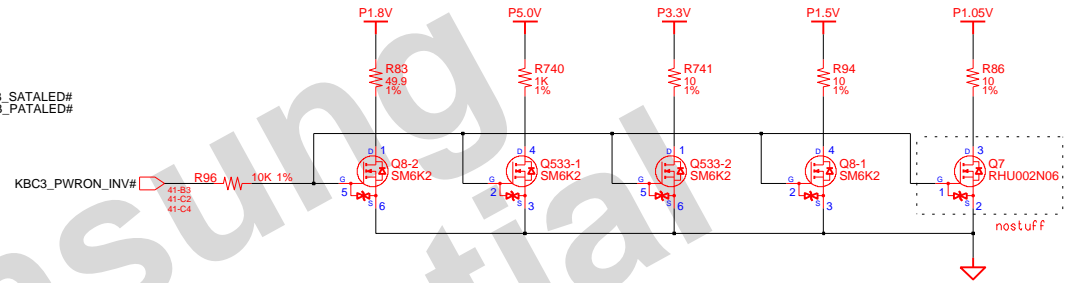 P1.8V P5.0V P3.3V P1.5V P1.05V
R83 R740 R741 R94 R86
49.9 1K 10 10 10
1% 1% 1% 1% 1%
_SATALED#
_PATALED#
D 1 D 4 D 1 D 4 D 3
Q8-2 Q533-1 Q533-2 Q8-1 Q7
SM6K2 SM6K2 SM6K2 SM6K2 RHU002N06
KBC3_PWRON_INV# R96 10K 1%
G G G G G
5 2 5 2 1
S S S S S
41-B3
41-C2
41-C4
6 3 6 3 2
nostuff
nsung
tial